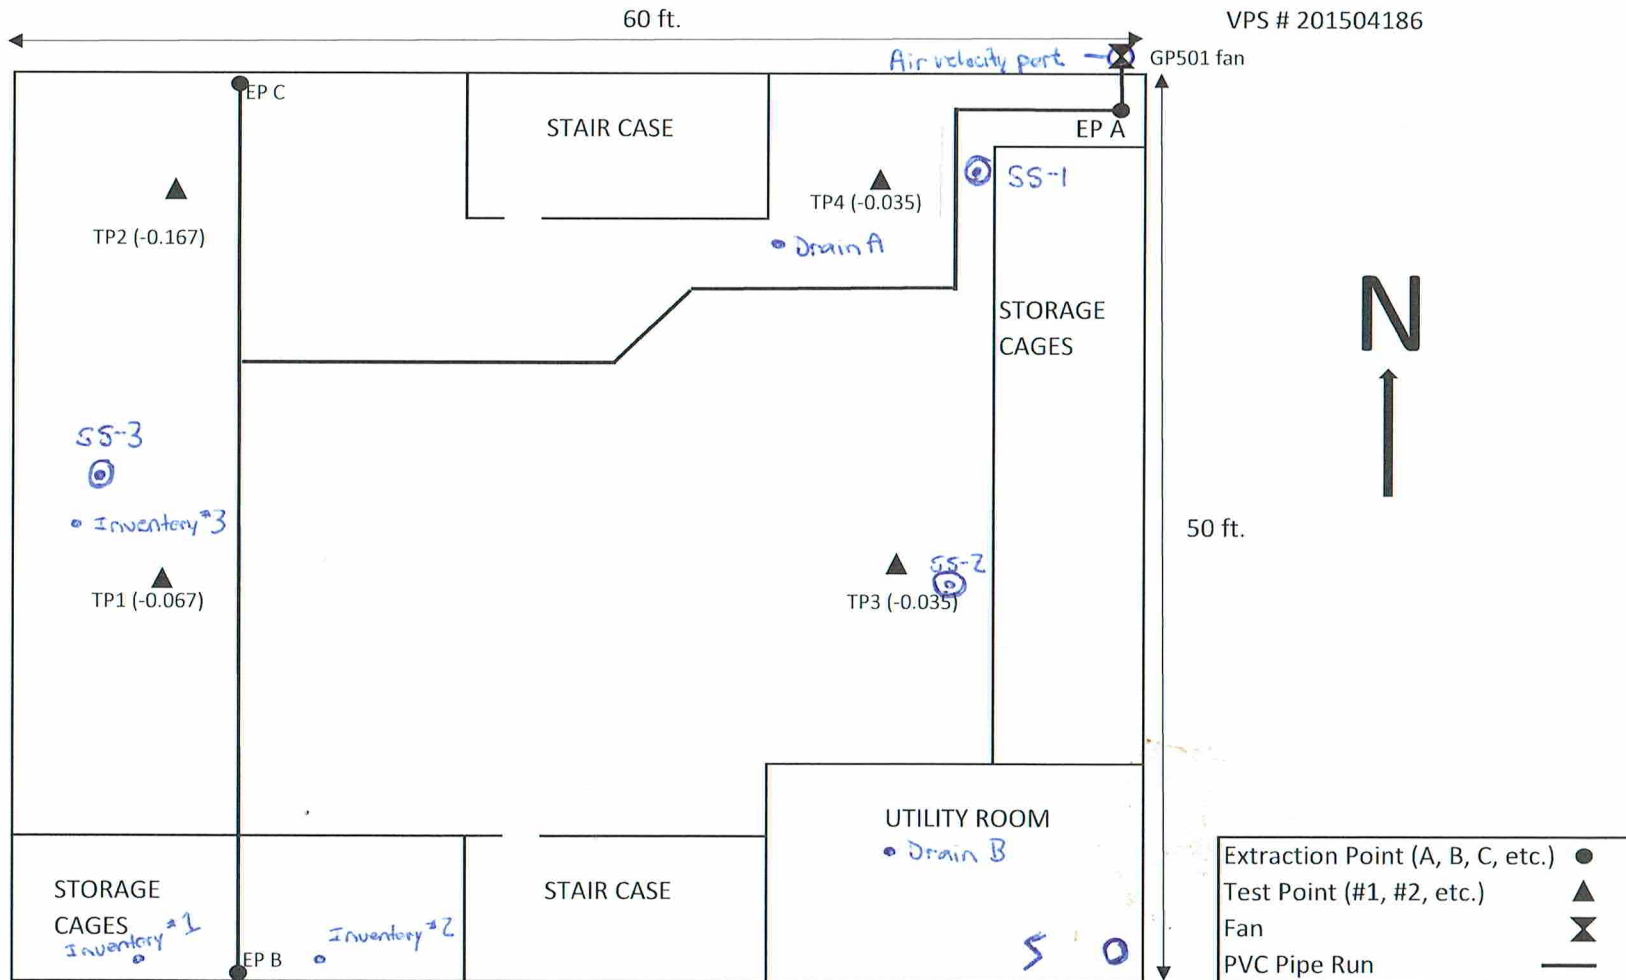 60 ft.
VPS # 201504186
Air velocity port
GP501 fan
EP C
EP A
STAIR CASE
SS-1
TP4 (-0.035)
TP2 (-0.167)
Drain A
N
STORAGE
CAGES
SS-3
Inventory #3
50 ft.
SS-2
TP1 (-0.067)
TP3 (-0.035)
UTILITY ROOM
Drain B
STORAGE
CAGES
STAIR CASE
Inventory #1
Inventory #2
EP B
S O
Extraction Point (A, B, C, etc.)
Test Point (#1, #2, etc.)
Fan
PVC Pipe Run